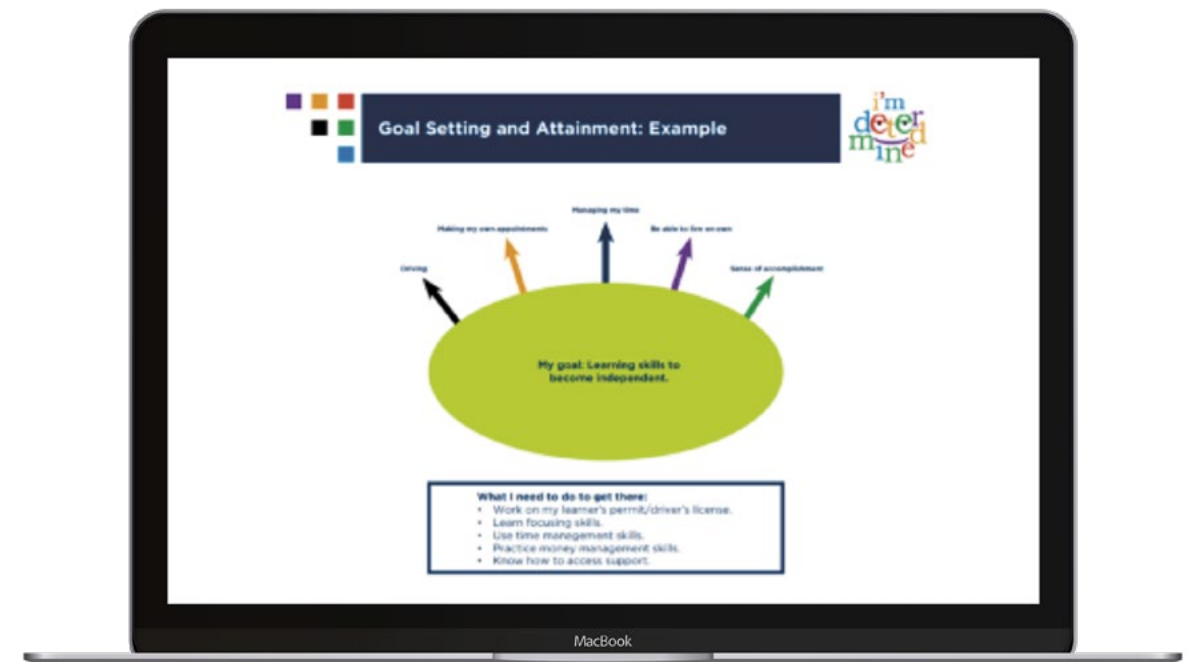 Goal Setting and Attainment: Example
i'm
deter
mined
Managing my time
Making my own appointments
Be able to live on own
Driving
Sense of accomplishment
My goal: Learning skills to
become independent.
What I need to do to get there:
• Work on my learner's permit/driver's license.
• Learn focusing skills.
• Use time management skills.
• Practice money management skills.
• Know how to access support.
MacBook